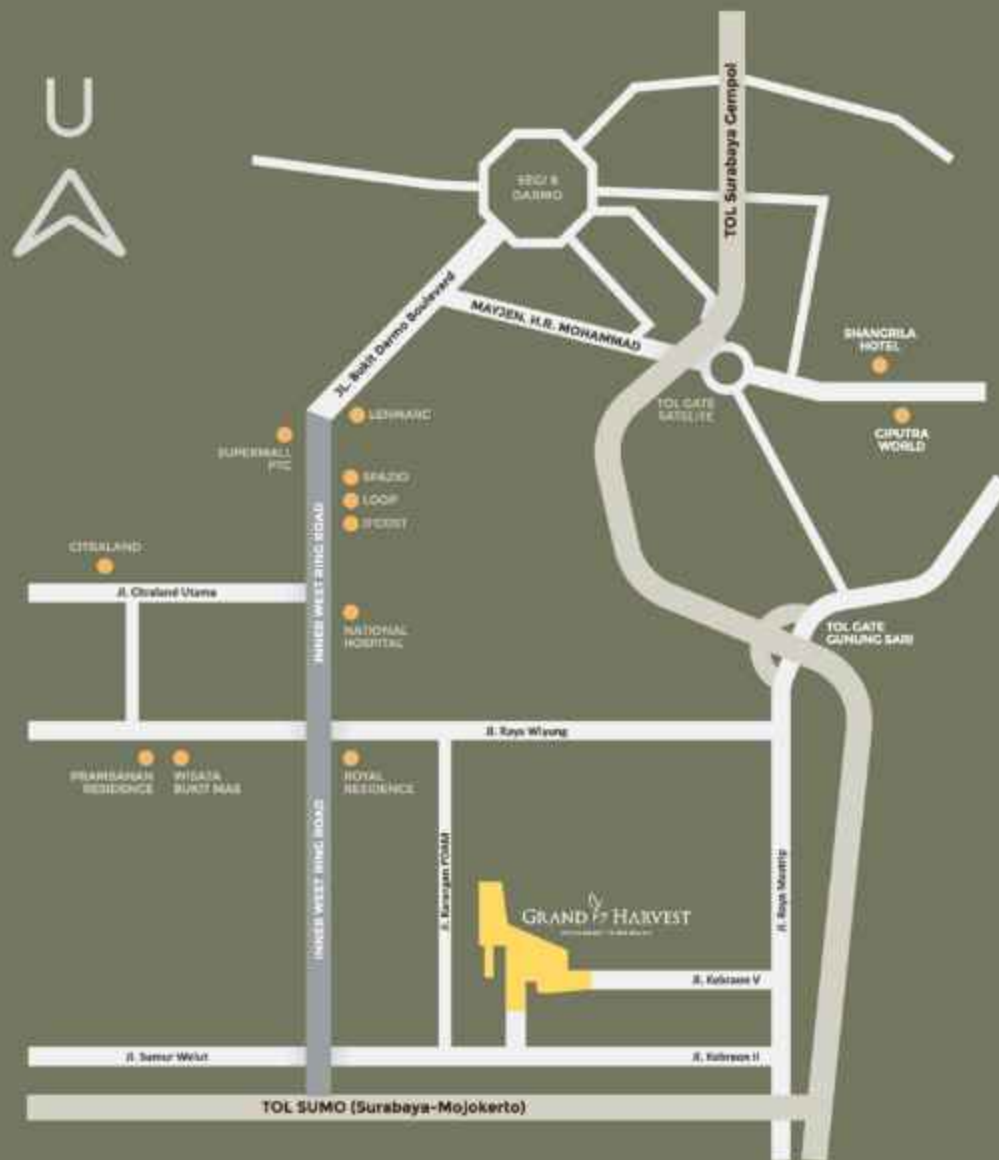 U
SEGI 8
DARMO
TOL Surabaya Gempol
JL. Bukit Darmo Boulevard
MAYJEN. H.R. MOHAMMAD
SHANGRILA
HOTEL
TOL GATE
SATELITE
CIPUTRA
WORLD
LENMARC
SUPERMALL
PTC
SPAZIO
LOOP
D'COST
INNER WEST RING ROAD
CITRALAND
Jl. Citraland Utama
NATIONAL
HOSPITAL
TOL GATE
GUNUNG SARI
Jl. Raya Wiyung
PRAMBANAN
RESIDENCE
WISATA
BUKIT MAS
ROYAL
RESIDENCE
INNER WEST RING ROAD
Jl. Karangan PDAM
Jl. Raya Mastrip
GRAND HARVEST
Jl. Kebraon V
Jl. Sumur Welut
Jl. Kebraon II
TOL SUMO (Surabaya-Mojokerto)